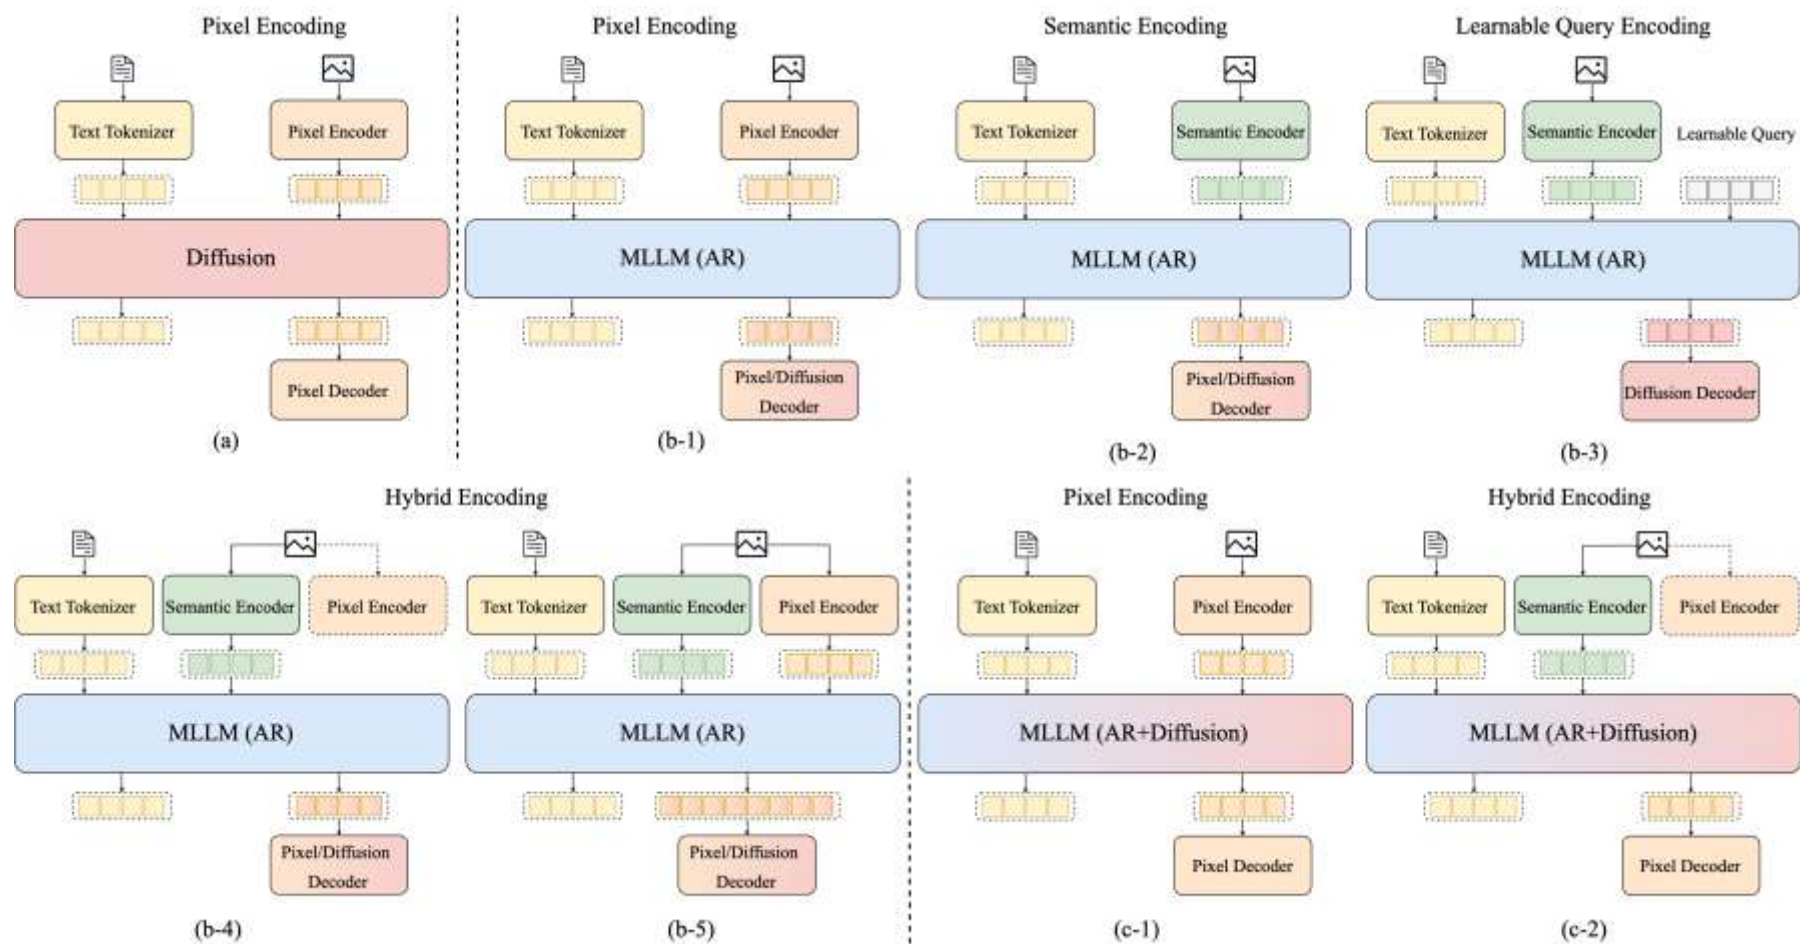 Pixel Encoding
Text Tokenizer
Pixel Encoder
Diffusion
Pixel Decoder
(a)
Pixel Encoding
Text Tokenizer
Pixel Encoder
MLLM (AR)
Pixel/Diffusion
Decoder
(b-1)
Semantic Encoding
Text Tokenizer
Semantic Encoder
MLLM (AR)
Pixel/Diffusion
Decoder
(b-2)
Learnable Query Encoding
Text Tokenizer
Semantic Encoder
Learnable Query
MLLM (AR)
Diffusion Decoder
(b-3)
Hybrid Encoding
Text Tokenizer
Semantic Encoder
Pixel Encoder
MLLM (AR)
Pixel/Diffusion
Decoder
(b-4)
Text Tokenizer
Semantic Encoder
Pixel Encoder
MLLM (AR)
Pixel/Diffusion
Decoder
(b-5)
Pixel Encoding
Text Tokenizer
Pixel Encoder
MLLM (AR+Diffusion)
Pixel Decoder
(c-1)
Hybrid Encoding
Text Tokenizer
Semantic Encoder
Pixel Encoder
MLLM (AR+Diffusion)
Pixel Decoder
(c-2)